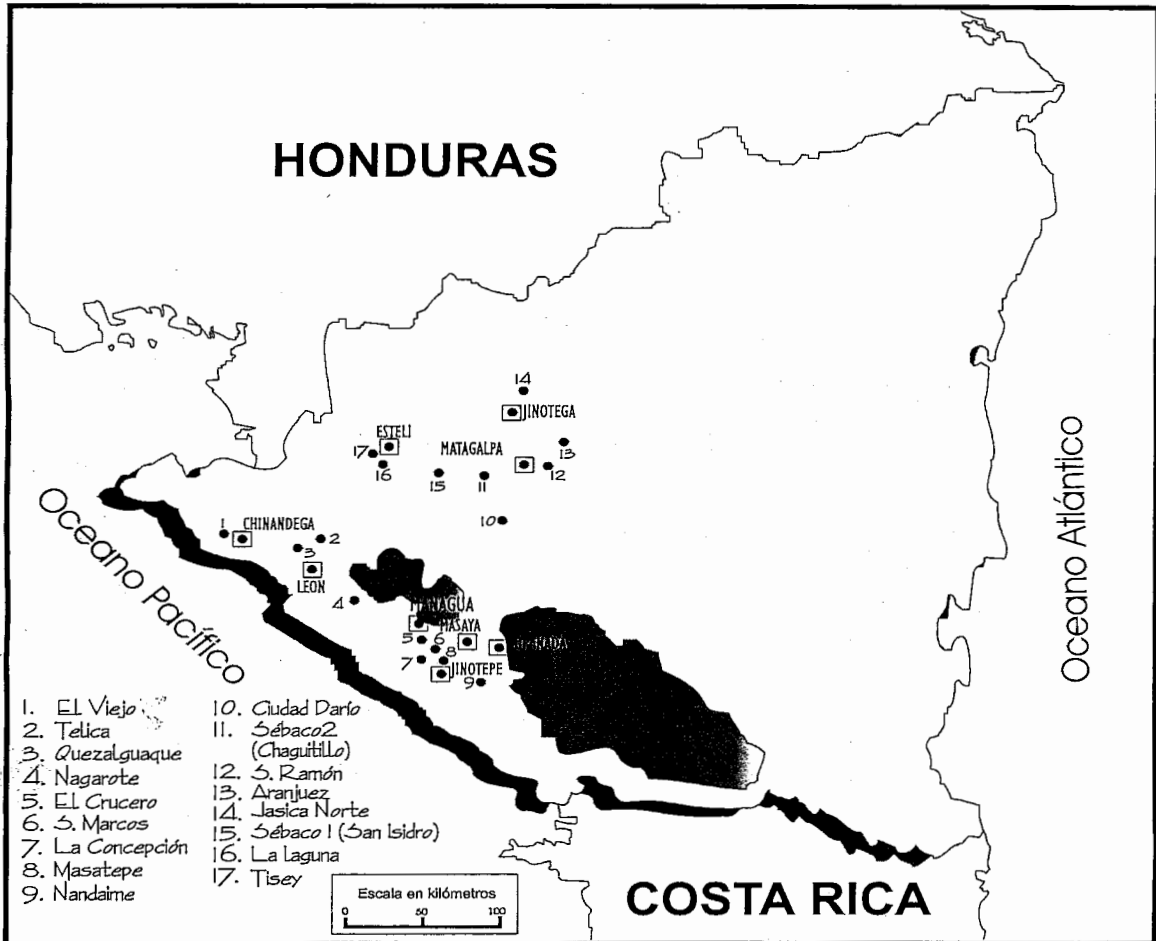 HONDURAS
14
JINOTEGA
ESTELI
MATAGALPA
13
17
16
15
11
12
10
Oceano Pacífico
Oceano Atlántico
1
CHINANDEGA
2
3
LEON
4
MANAGUA
MASAYA
5
6
7
8
JINOTEPE
9
1. El Viejo
2. Telica
3. Quezalguaque
4. Nagarote
5. El Crucero
6. S. Marcos
7. La Concepción
8. Masatepe
9. Nandaime
10. Ciudad Darío
11. Sébaco2
(Chaguitillo)
12. S. Ramón
13. Aranjuez
14. Jasica Norte
15. Sébaco 1 (San Isidro)
16. La laguna
17. Tisey
Escala en kilómetros
0 50 100
COSTA RICA